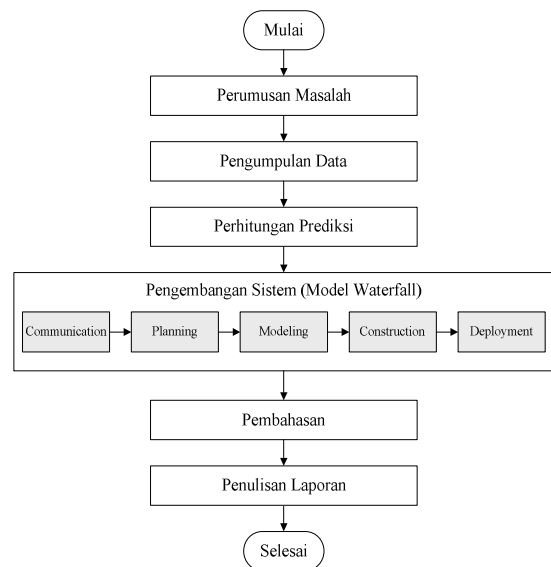 Mulai
Perumusan Masalah
Pengumpulan Data
Perhitungan Prediksi
Pengembangan Sistem (Model Waterfall)
Communication
Planning
Modeling
Construction
Deployment
Pembahasan
Penulisan Laporan
Selesai